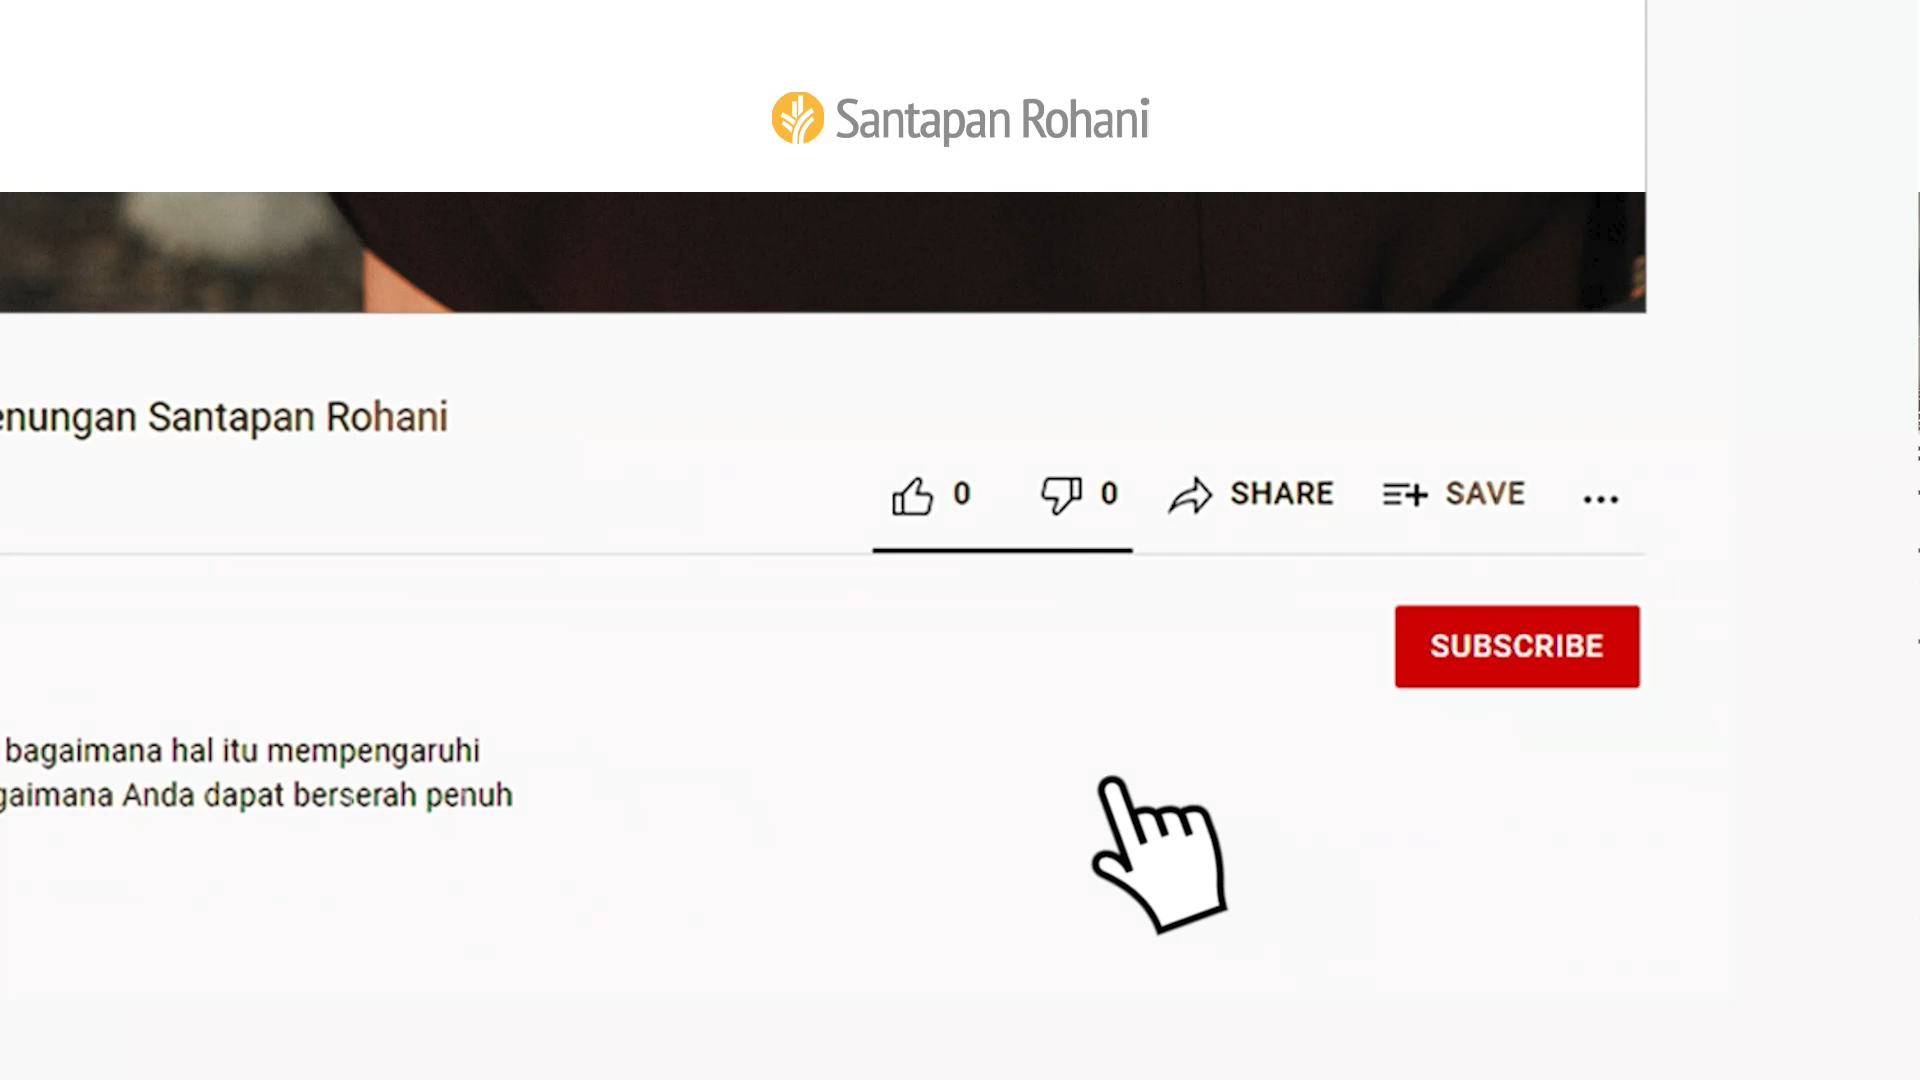 Santapan Rohani
enungan Santapan Rohani
0 0 SHARE SAVE
SUBSCRIBE
bagaimana hal itu mempengaruhi
gaimana Anda dapat berserah penuh